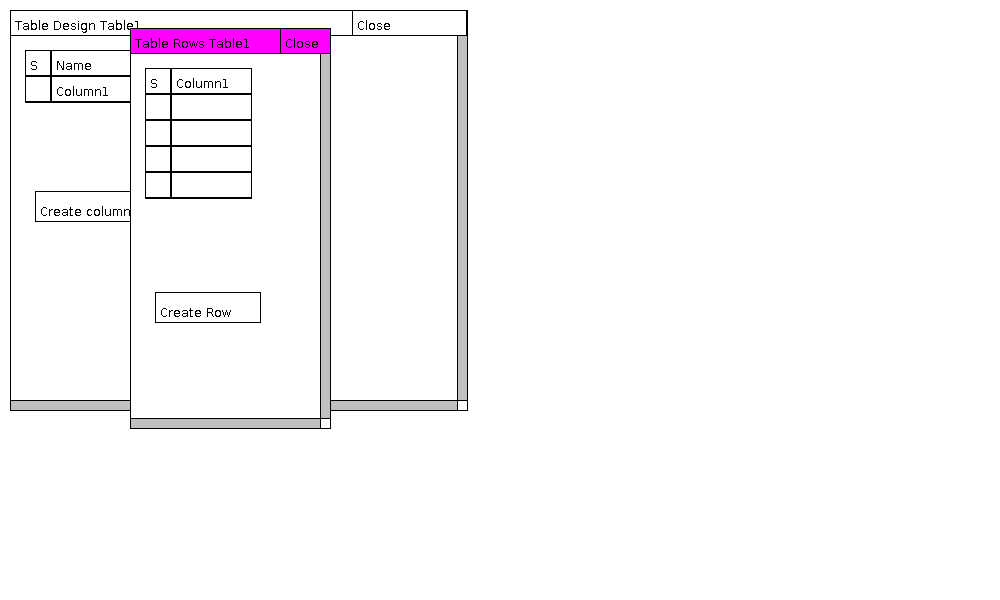 Table Design Table1
Close
S Name
Column1
Create column
Table Rows Table1
Close
S Column1
Create Row